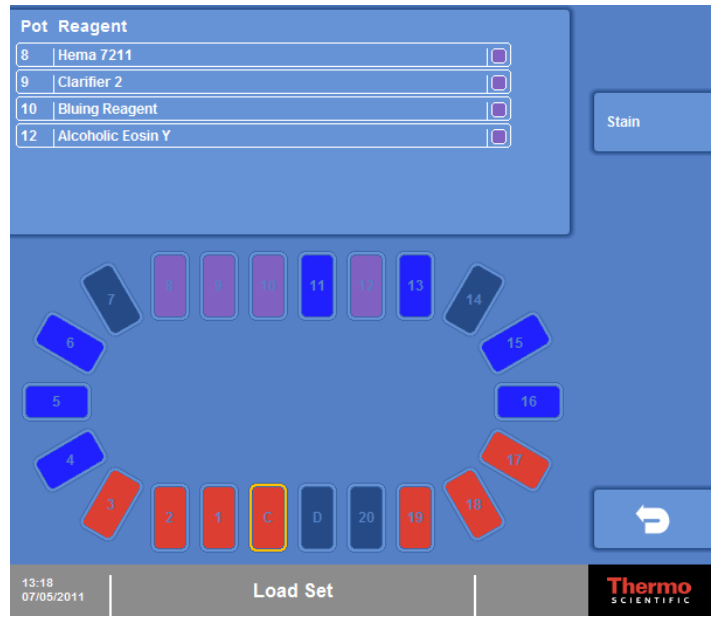 Pot Reagent
8 Hema 7211
9 Clarifier 2
10 Bluing Reagent
12 Alcoholic Eosin Y
Stain
8 9 10 11 12 13
7 14
6 15
5 16
4 17
3 18
2 1 C D 20 19
13:18
07/05/2011
Load Set
Thermo
SCIENTIFIC